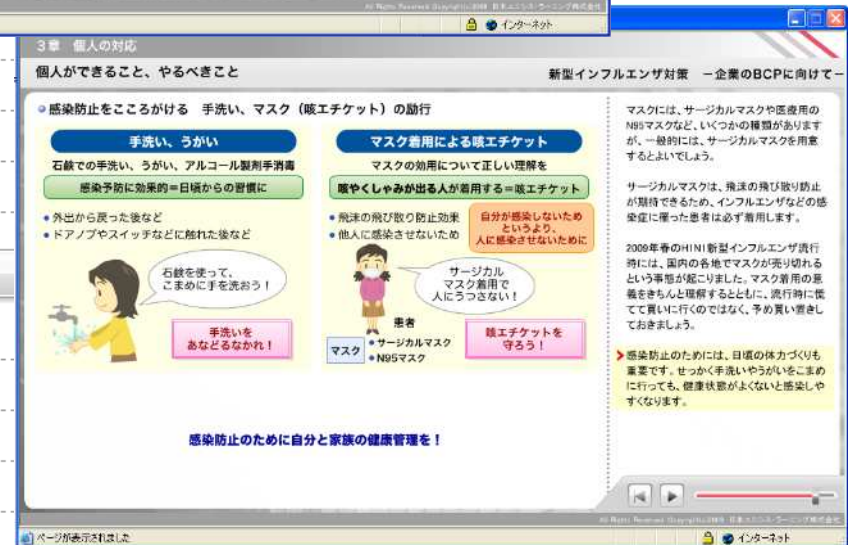 インターネット
3章 個人の対応
個人ができること、やるべきこと
新型インフルエンザ対策 －企業のBCPに向けて－
感染防止をこころがける 手洗い、マスク（咳エチケット）の励行
手洗い、うがい
石鹸での手洗い、うがい、アルコール製剤手消毒
感染予防に効果的＝日頃からの習慣に
• 外出から戻った後など
• ドアノブやスイッチなどに触れた後など
石鹸を使って、
こまめに手を洗おう！
手洗いを
あなどるなかれ！
マスク着用による咳エチケット
マスクの効用について正しい理解を
咳やくしゃみが出る人が着用する＝咳エチケット
• 飛沫の飛び散り防止効果
• 他人に感染させないため
自分が感染しないため
というより、
人に感染させないために
サージカル
マスク着用で
人にうつさない！
患者
マスク
• サージカルマスク
• N95マスク
咳エチケットを
守ろう！
感染防止のために自分と家族の健康管理を！
マスクには、サージカルマスクや医療用の
N95マスクなど、いくつかの種類があります
が、一般的には、サージカルマスクを用意
するとよいでしょう。
サージカルマスクは、飛沫の飛び散り防止
が期待できるため、インフルエンザなどの感
染症に罹った患者は必ず着用します。
2009年春のH1N1新型インフルエンザ流行
時には、国内の各地でマスクが売り切れる
という事態が起こりました。マスク着用の意
義をきちんと理解するとともに、流行時に慌
てて買いに行くのではなく、予め買い置きし
ておきましょう。
感染防止のためには、日頃の体力づくりも
重要です。せっかく手洗いやうがいをこまめ
に行っても、健康状態がよくないと感染しや
すくなります。
ページが表示されました
インターネット